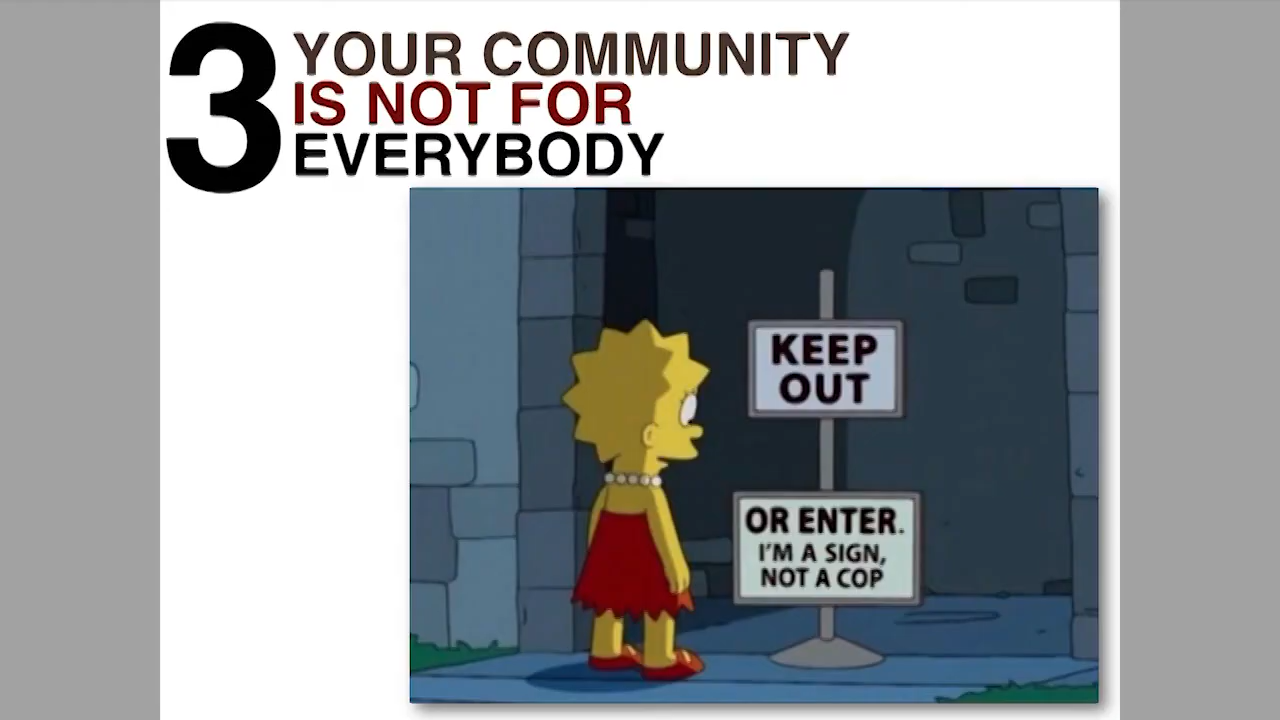 3
YOUR COMMUNITY
IS NOT FOR
EVERYBODY
KEEP
OUT
OR ENTER.
I'M A SIGN,
NOT A COP